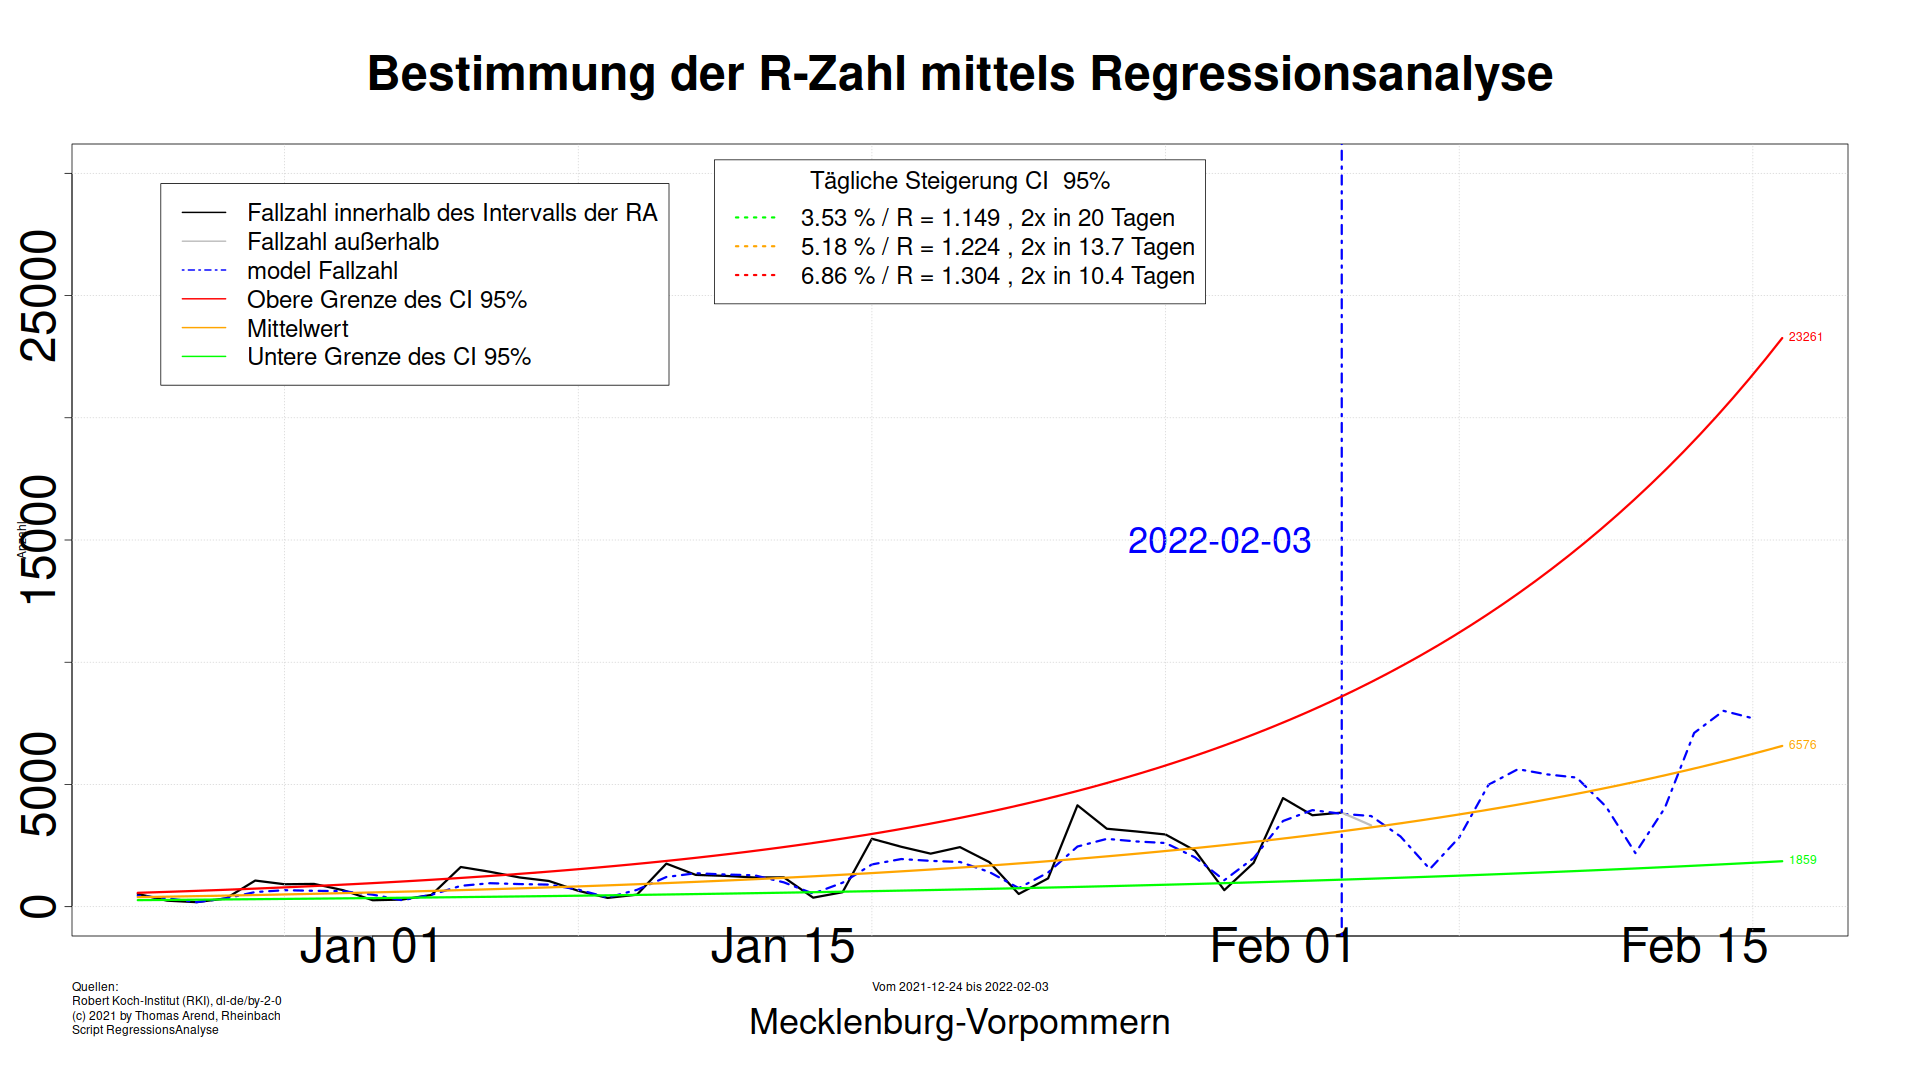 Bestimmung der R-Zahl mittels Regressionsanalyse
Fallzahl innerhalb des Intervalls der RA
Fallzahl außerhalb
model Fallzahl
Obere Grenze des CI 95%
Mittelwert
Untere Grenze des CI 95%
Tägliche Steigerung CI 95%
3.53 % / R = 1.149 , 2x in 20 Tagen
5.18 % / R = 1.224 , 2x in 13.7 Tagen
6.86 % / R = 1.304 , 2x in 10.4 Tagen
25000
15000
5000
0
Anzahl
23261
2022-02-03
6576
1859
Jan 01
Jan 15
Feb 01
Feb 15
Quellen:
Robert Koch-Institut (RKI), dl-de/by-2-0
(c) 2021 by Thomas Arend, Rheinbach
Script RegressionsAnalyse
Vom 2021-12-24 bis 2022-02-03
Mecklenburg-Vorpommern